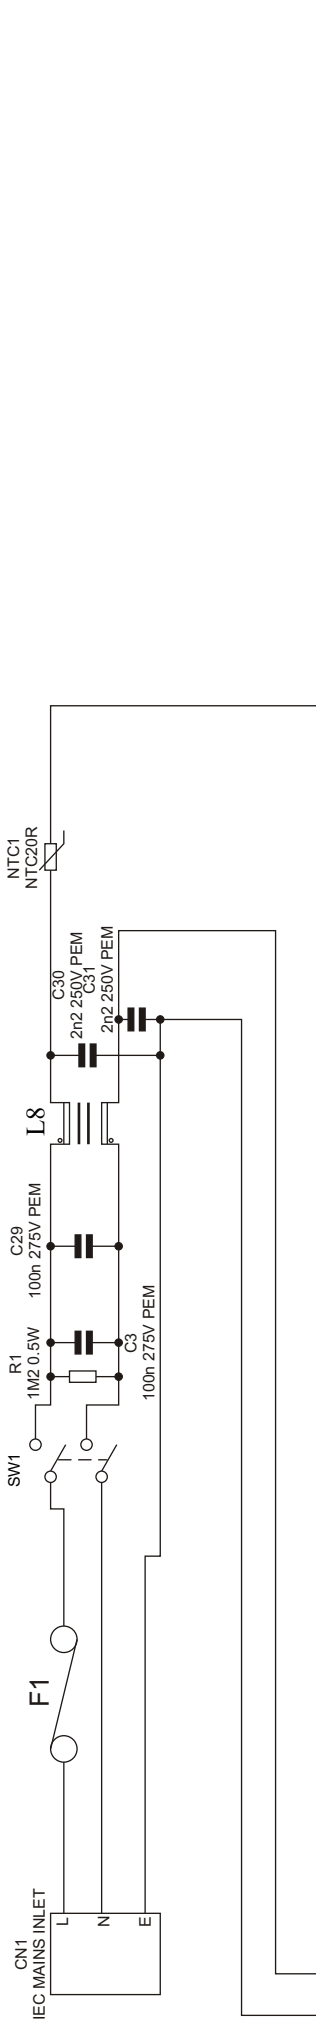 CN1
IEC MAINS INLET
L
N
E
F1
SW1
R1
1M2 0.5W
C3
100n 275V PEM
C29
100n 275V PEM
L8
C30
2n2 250V PEM
C31
2n2 250V PEM
NTC1
NTC20R